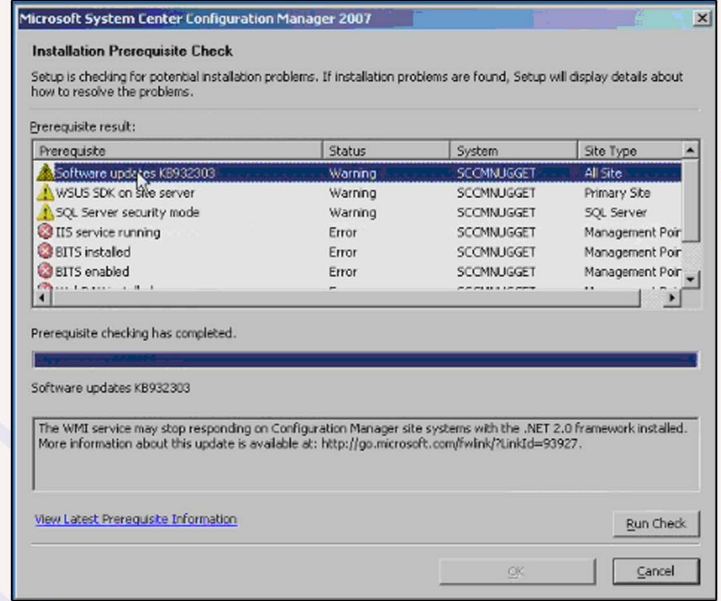 Microsoft System Center Configuration Manager 2007
Installation Prerequisite Check
Setup is checking for potential installation problems. If installation problems are found, Setup will display details about
how to resolve the problems.
Prerequisite result:
Prerequisite Status System Site Type
Software updates KB932303 Warning SCCMNUGGET All Site
WSUS SDK on site server Warning SCCMNUGGET Primary Site
SQL Server security mode Warning SCCMNUGGET SQL Server
IIS service running Error SCCMNUGGET Management Poin
BITS installed Error SCCMNUGGET Management Poin
BITS enabled Error SCCMNUGGET Management Poin
Prerequisite checking has completed.
Software updates KB932303
The WMI service may stop responding on Configuration Manager site systems with the .NET 2.0 framework installed.
More information about this update is available at: http://go.microsoft.com/fwlink/?LinkId=93927.
View Latest Prerequisite Information
Run Check
OK
Cancel